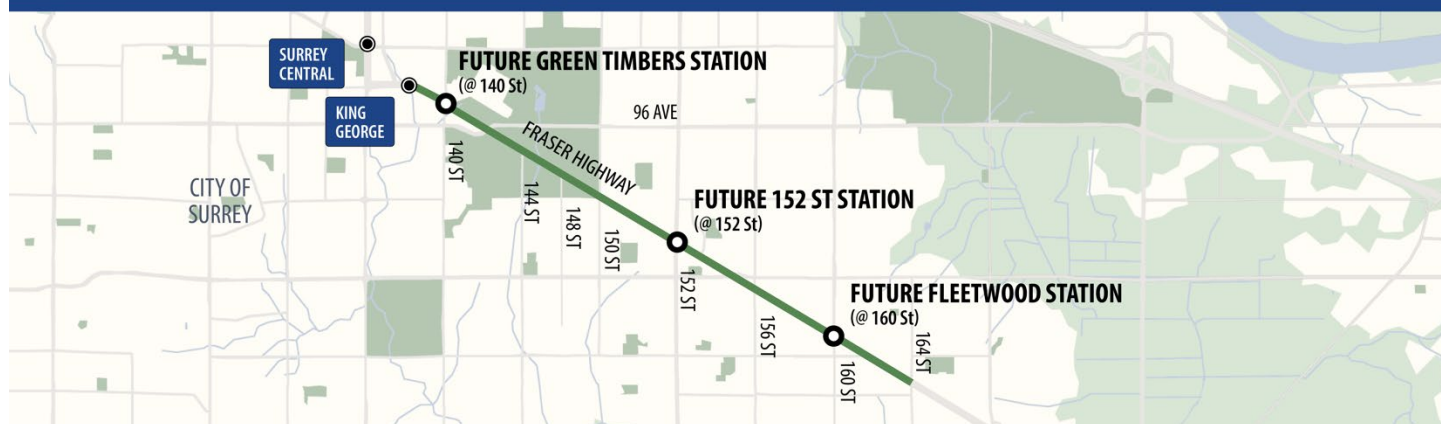 SURREY
CENTRAL
FUTURE GREEN TIMBERS STATION
(@ 140 St)
KING
GEORGE
96 AVE
FRASER HIGHWAY
140 ST
CITY OF
SURREY
144 ST
148 ST
150 ST
FUTURE 152 ST STATION
(@ 152 St)
152 ST
FUTURE FLEETWOOD STATION
(@ 160 St)
156 ST
160 ST
164 ST